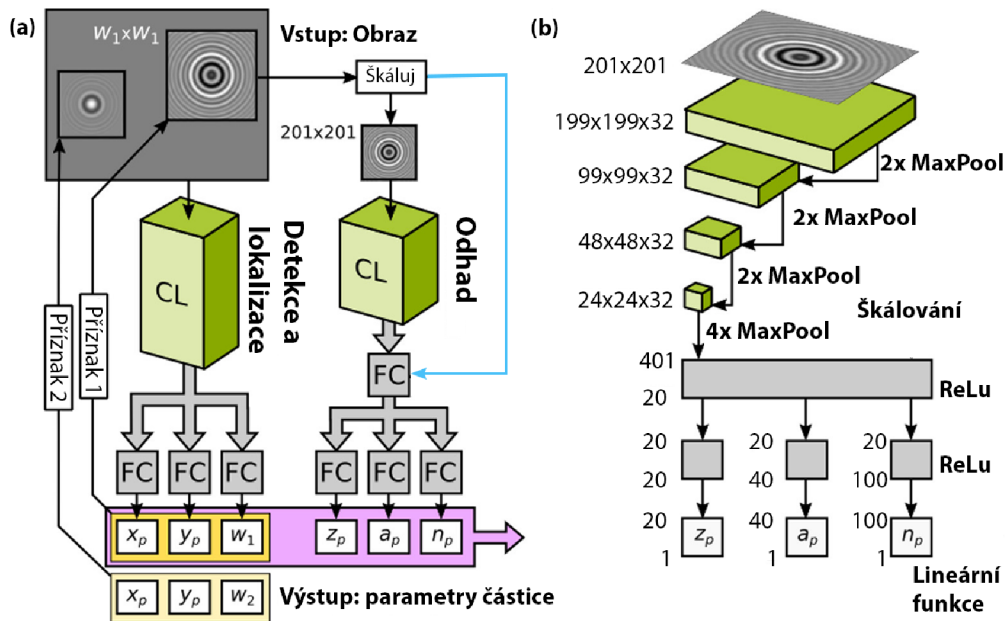 (a)
w₁xw₁
Vstup: Obraz
Škáluj
201x201
CL
Detekce a
lokalizace
CL
Odhad
Příznak 2
Příznak 1
FC
FC FC FC
FC FC FC
xₚ yₚ w₁
zₚ aₚ nₚ
xₚ yₚ w₂
Výstup: parametry částice
(b)
201x201
199x199x32
2x MaxPool
99x99x32
2x MaxPool
48x48x32
2x MaxPool
24x24x32
Škálování
4x MaxPool
401
20
ReLu
20 20 20
20 40 100
ReLu
20 40 100
zₚ aₚ nₚ
1 1 1
Lineární
funkce